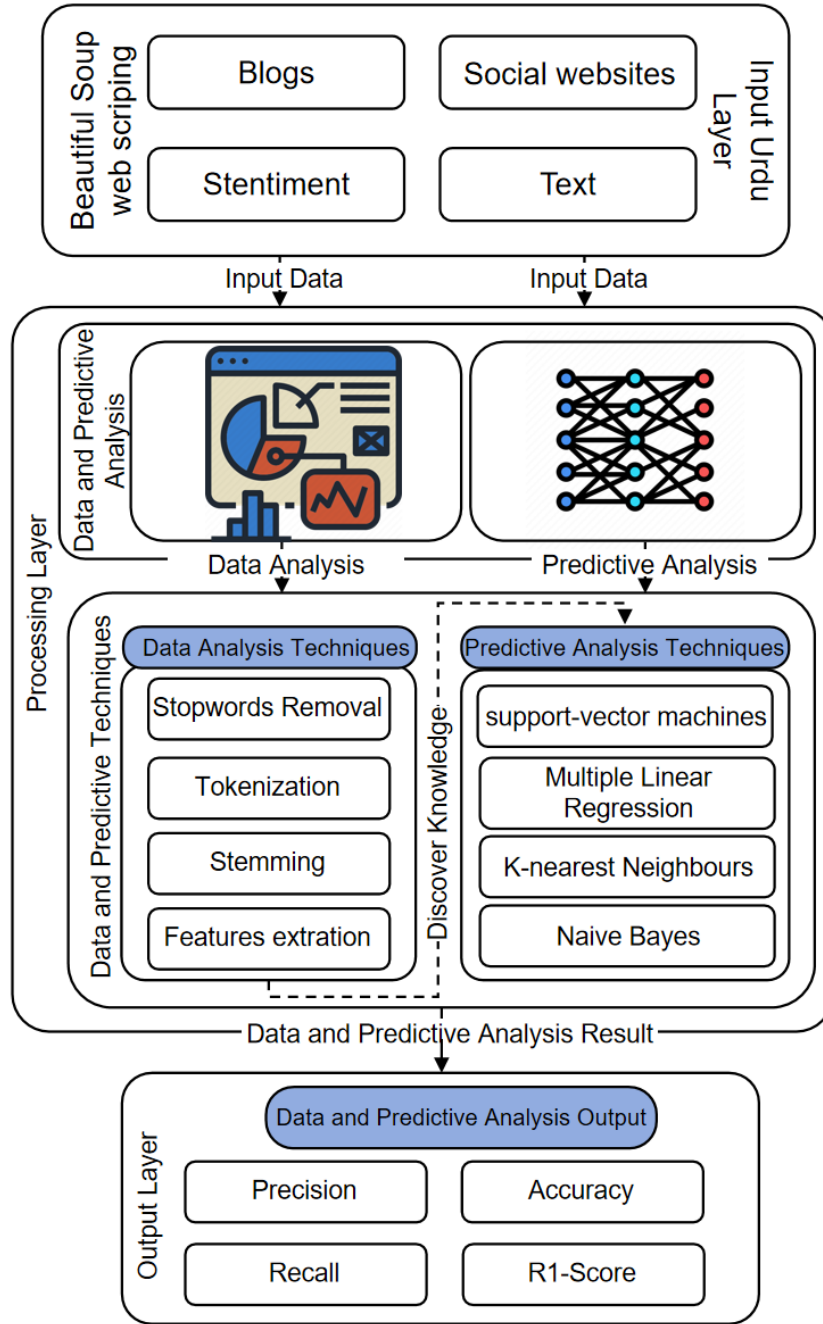 Beautiful Soup
web scriping
Blogs
Social websites
Stentiment
Text
Input Urdu
Layer
Input Data
Input Data
Processing Layer
Data and Predictive
Analysis
Data Analysis
Predictive Analysis
Data and Predictive Techniques
Data Analysis Techniques
Stopwords Removal
Tokenization
Stemming
Features extration
Discover Knowledge
Predictive Analysis Techniques
support-vector machines
Multiple Linear
Regression
K-nearest Neighbours
Naive Bayes
Data and Predictive Analysis Result
Output Layer
Data and Predictive Analysis Output
Precision
Accuracy
Recall
R1-Score